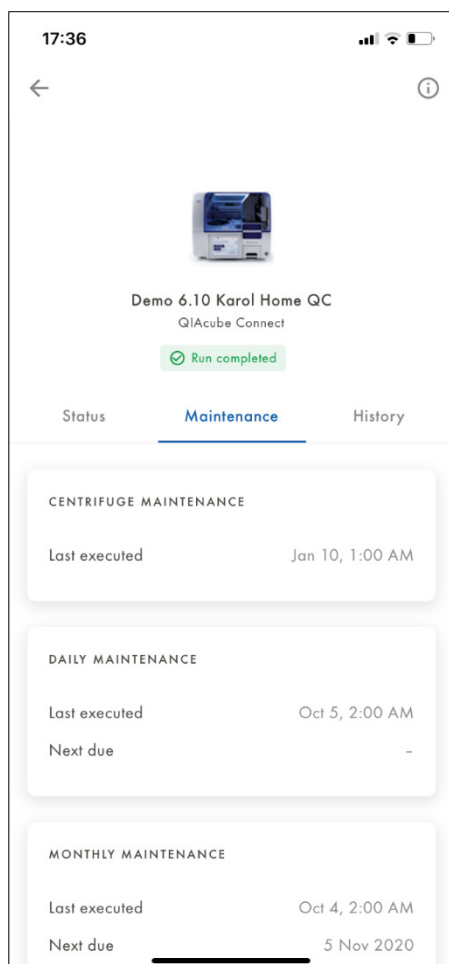 17:36
Demo 6.10 Karol Home QC
QIAcube Connect
Run completed
Status Maintenance History
CENTRIFUGE MAINTENANCE
Last executed Jan 10, 1:00 AM
DAILY MAINTENANCE
Last executed Oct 5, 2:00 AM
Next due –
MONTHLY MAINTENANCE
Last executed Oct 4, 2:00 AM
Next due 5 Nov 2020